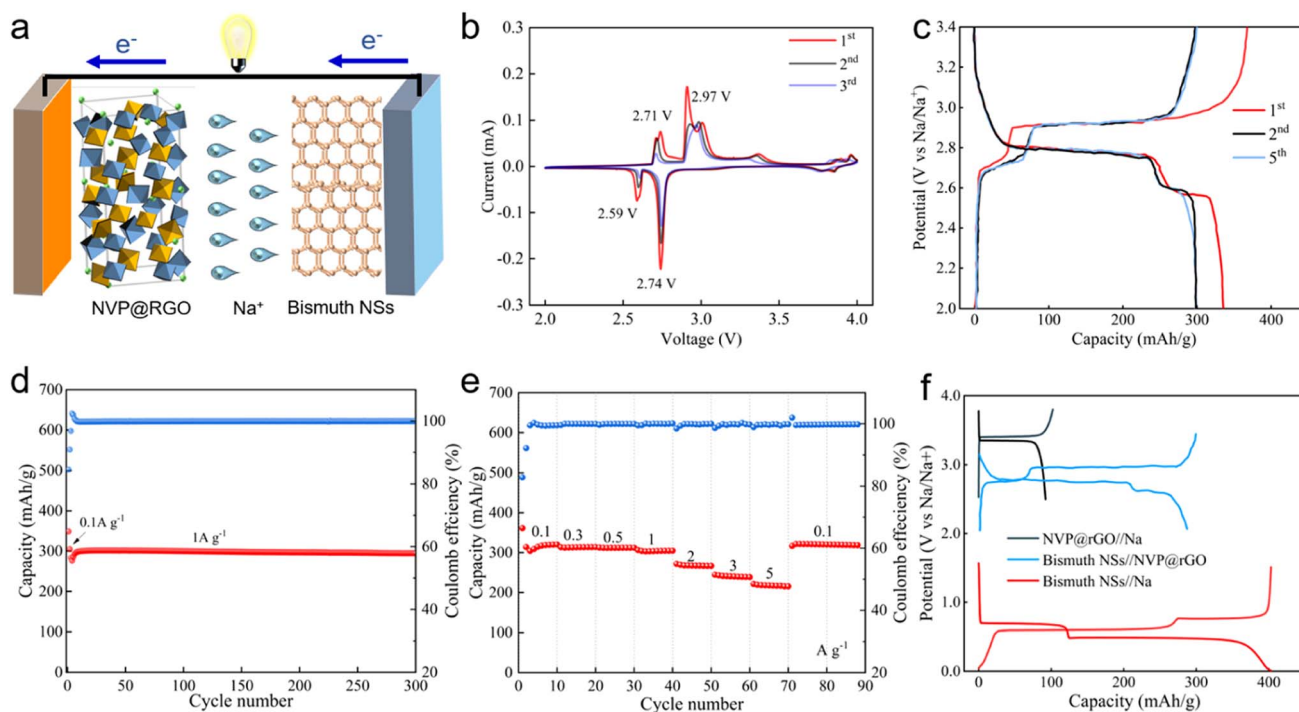 a
e⁻
e⁻
NVP@RGO
Na⁺
Bismuth NSs
b
0.3
0.2
0.1
0.0
-0.1
-0.2
-0.3
Current (mA)
1st
2nd
3rd
2.97 V
2.71 V
2.59 V
2.74 V
2.0
2.5
3.0
3.5
4.0
Voltage (V)
c
3.4
3.2
3.0
2.8
2.6
2.4
2.2
2.0
Potential (V vs Na/Na⁺)
1st
2nd
5th
0
100
200
300
400
Capacity (mAh/g)
d
700
600
500
400
300
200
100
0
Capacity (mAh/g)
0.1A g⁻¹
1A g⁻¹
100
80
60
40
20
Coulomb effciency (%)
0
50
100
150
200
250
300
Cycle number
e
700
600
500
400
300
200
100
0
Capacity (mAh/g)
0.1
0.3
0.5
1
2
3
5
0.1
A g⁻¹
100
80
60
40
20
Coulomb effeciency (%)
0
10
20
30
40
50
60
70
80
90
Cycle number
f
4.0
3.0
2.0
1.0
0.0
Potential (V vs Na/Na+)
NVP@rGO//Na
Bismuth NSs//NVP@rGO
Bismuth NSs//Na
0
100
200
300
400
Capacity (mAh/g)